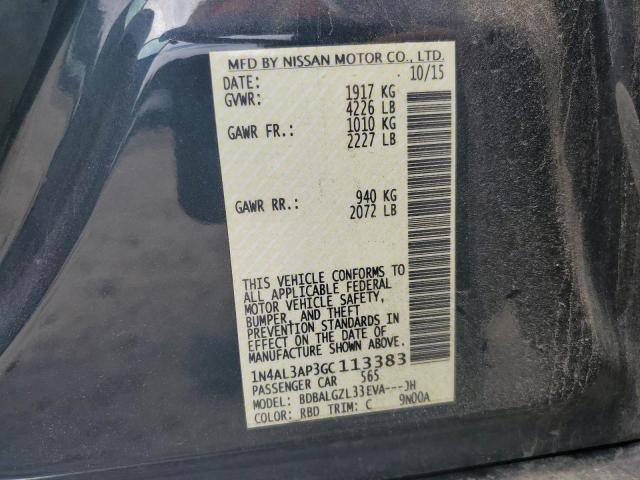 MFD BY NISSAN MOTOR CO., LTD.
DATE: 10/15
GVWR: 1917 KG
4226 LB
GAWR FR.: 1010 KG
2227 LB
GAWR RR.: 940 KG
2072 LB
THIS VEHICLE CONFORMS TO
ALL APPLICABLE FEDERAL
MOTOR VEHICLE SAFETY,
BUMPER, AND THEFT
PREVENTION STANDARDS IN
EFFECT ON THE DATE OF
MANUFACTURE SHOWN ABOVE.
1N4AL3AP3GC113383
PASSENGER CAR S6S
MODEL: BDBALGZL33EVA---JH
COLOR: RBD TRIM: C 9N00A